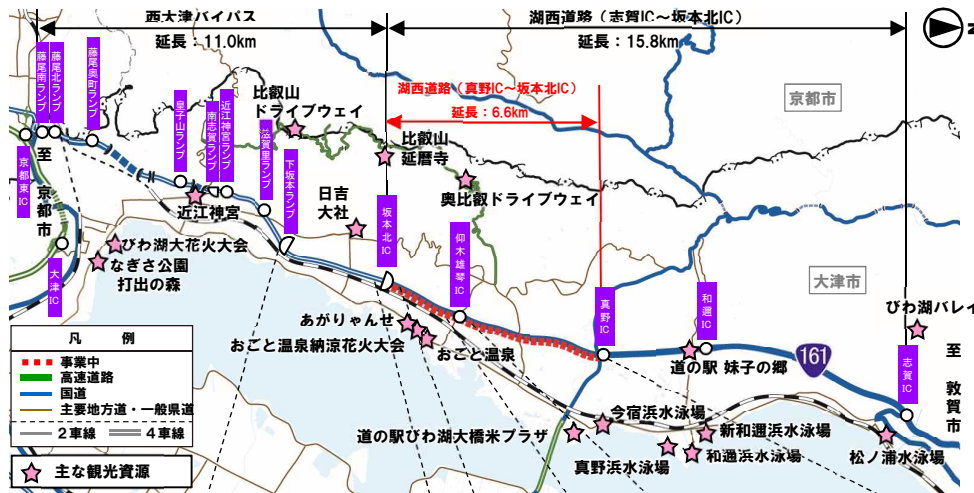 西大津バイパス
延長：11.0km
湖西道路（志賀IC～坂本北IC）
延長：15.8km
湖西道路（真野IC～坂本北IC）
延長：6.6km
藤尾南ランプ
藤尾北ランプ
藤尾奥町ランプ
皇子山ランプ
南志賀ランプ
近江神宮ランプ
滋賀里ランプ
下坂本ランプ
坂本北IC
仰木雄琴IC
真野IC
和邇IC
志賀IC
京都東IC
大津IC
至 京都市
京都市
大津市
至 敦賀市
比叡山
ドライブウェイ
比叡山
延暦寺
奥比叡ドライブウェイ
日吉
大社
近江神宮
びわ湖大花火大会
なぎさ公園
打出の森
あがりゃんせ
おごと温泉納涼花火大会
おごと温泉
びわ湖バレイ
161
道の駅 妹子の郷
道の駅びわ湖大橋米プラザ
今宿浜水泳場
真野浜水泳場
新和邇浜水泳場
和邇浜水泳場
松ノ浦水泳場
凡 例
事業中
高速道路
国道
主要地方道・一般県道
２車線
４車線
主な観光資源